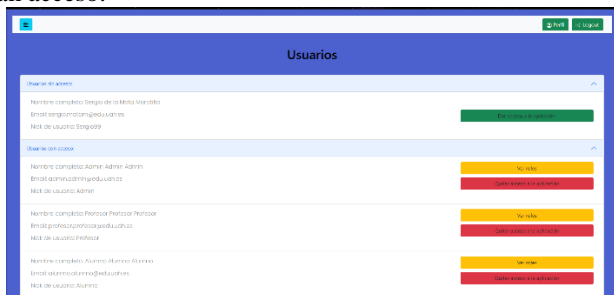 acceso.
Perfil
Logout
Usuarios
Usuarios sin acceso
Nombre completo: Sergio de la Mata Moratilla
Email: sergio.matam@edu.uah.es
Nick de usuario: Sergio99
Dar acceso a la aplicación
Usuarios con acceso
Nombre completo: Admin Admin Admin
Email: admin.admin@edu.uah.es
Nick de usuario: Admin
Ver roles
Quitar acceso a la aplicación
Nombre completo: Profesor Profesor Profesor
Email: profesor.profesor@edu.uah.es
Nick de usuario: Profesor
Ver roles
Quitar acceso a la aplicación
Nombre completo: Alumno Alumno Alumno
Email: alumno.alumno@edu.uah.es
Nick de usuario: Alumno
Ver roles
Quitar acceso a la aplicación